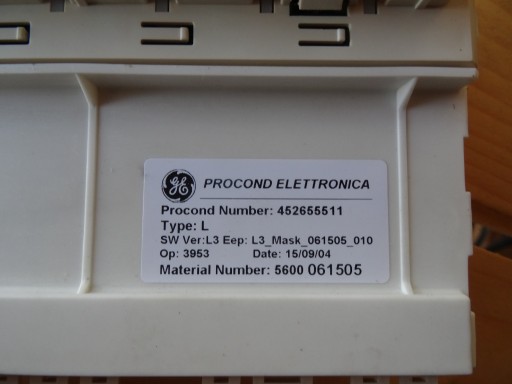 GE PROCOND ELETTRONICA
Procond Number: 452655511
Type: L
SW Ver:L3 Eep: L3_Mask_061505_010
Op: 3953 Date: 15/09/04
Material Number: 5600 061505